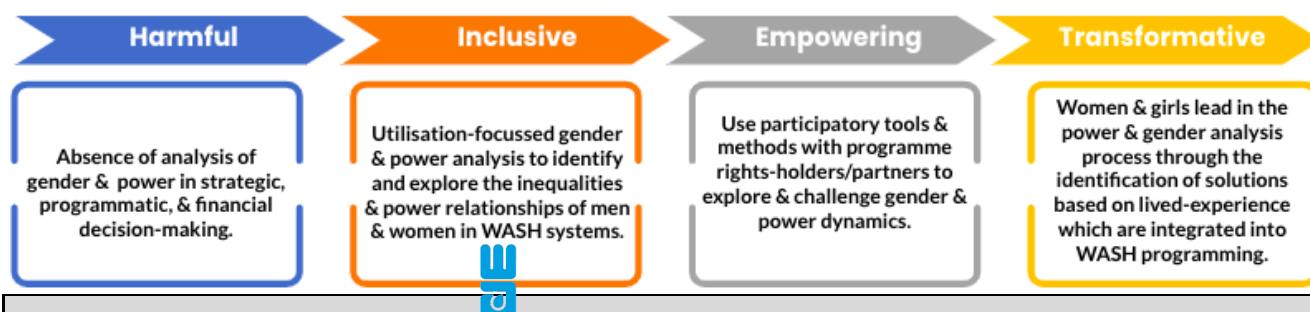 Harmful
Inclusive
Empowering
Transformative
Absence of analysis of
gender & power in strategic,
programmatic, & financial
decision-making.
Utilisation-focussed gender
& power analysis to identify
and explore the inequalities
& power relationships of men
& women in WASH systems.
Use participatory tools &
methods with programme
rights-holders/partners to
explore & challenge gender &
power dynamics.
Women & girls lead in the
power & gender analysis
process through the
identification of solutions
based on lived-experience
which are integrated into
WASH programming.